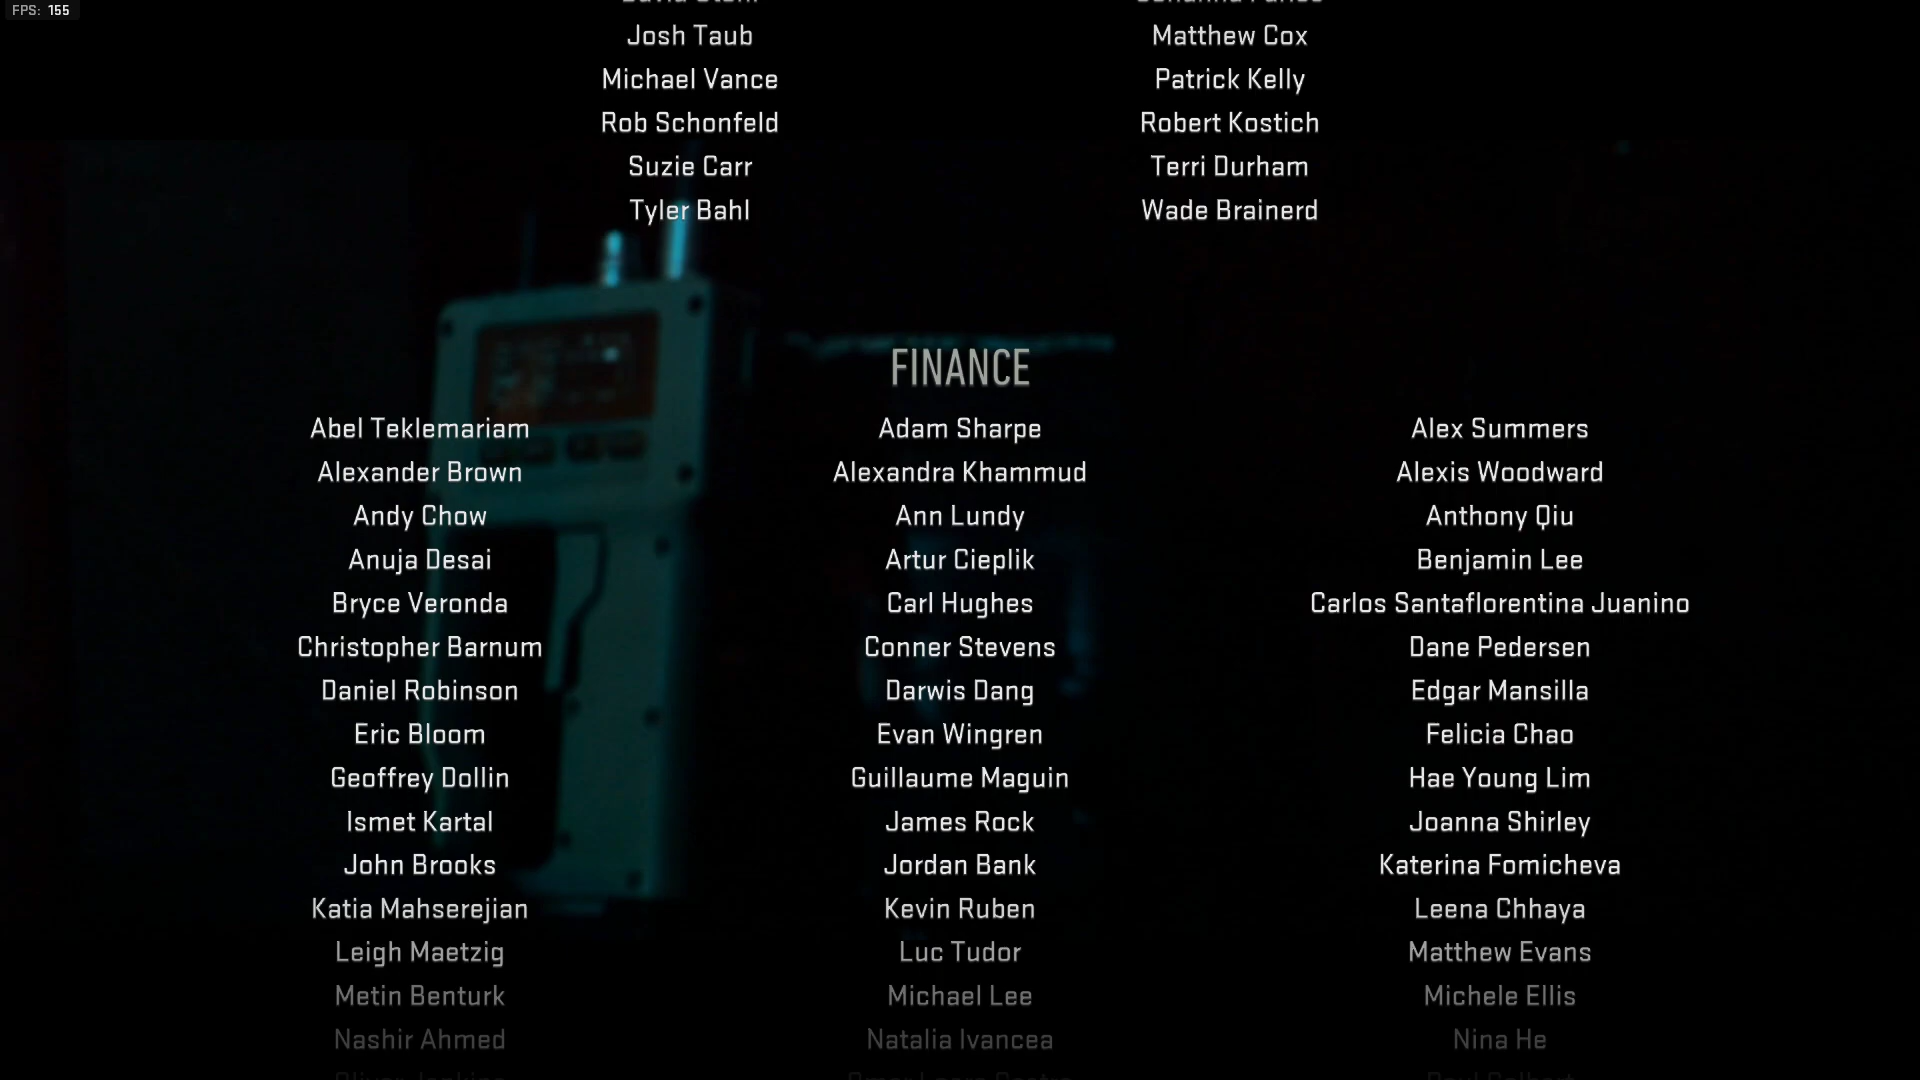 FPS: 155
Josh Taub Matthew Cox
Michael Vance Patrick Kelly
Rob Schonfeld Robert Kostich
Suzie Carr Terri Durham
Tyler Bahl Wade Brainerd
FINANCE
Abel Teklemariam Adam Sharpe Alex Summers
Alexander Brown Alexandra Khammud Alexis Woodward
Andy Chow Ann Lundy Anthony Qiu
Anuja Desai Artur Cieplik Benjamin Lee
Bryce Veronda Carl Hughes Carlos Santaflorentina Juanino
Christopher Barnum Conner Stevens Dane Pedersen
Daniel Robinson Darwis Dang Edgar Mansilla
Eric Bloom Evan Wingren Felicia Chao
Geoffrey Dollin Guillaume Maguin Hae Young Lim
Ismet Kartal James Rock Joanna Shirley
John Brooks Jordan Bank Katerina Fomicheva
Katia Mahserejian Kevin Ruben Leena Chhaya
Leigh Maetzig Luc Tudor Matthew Evans
Metin Benturk Michael Lee Michele Ellis
Nashir Ahmed Natalia Ivancea Nina He